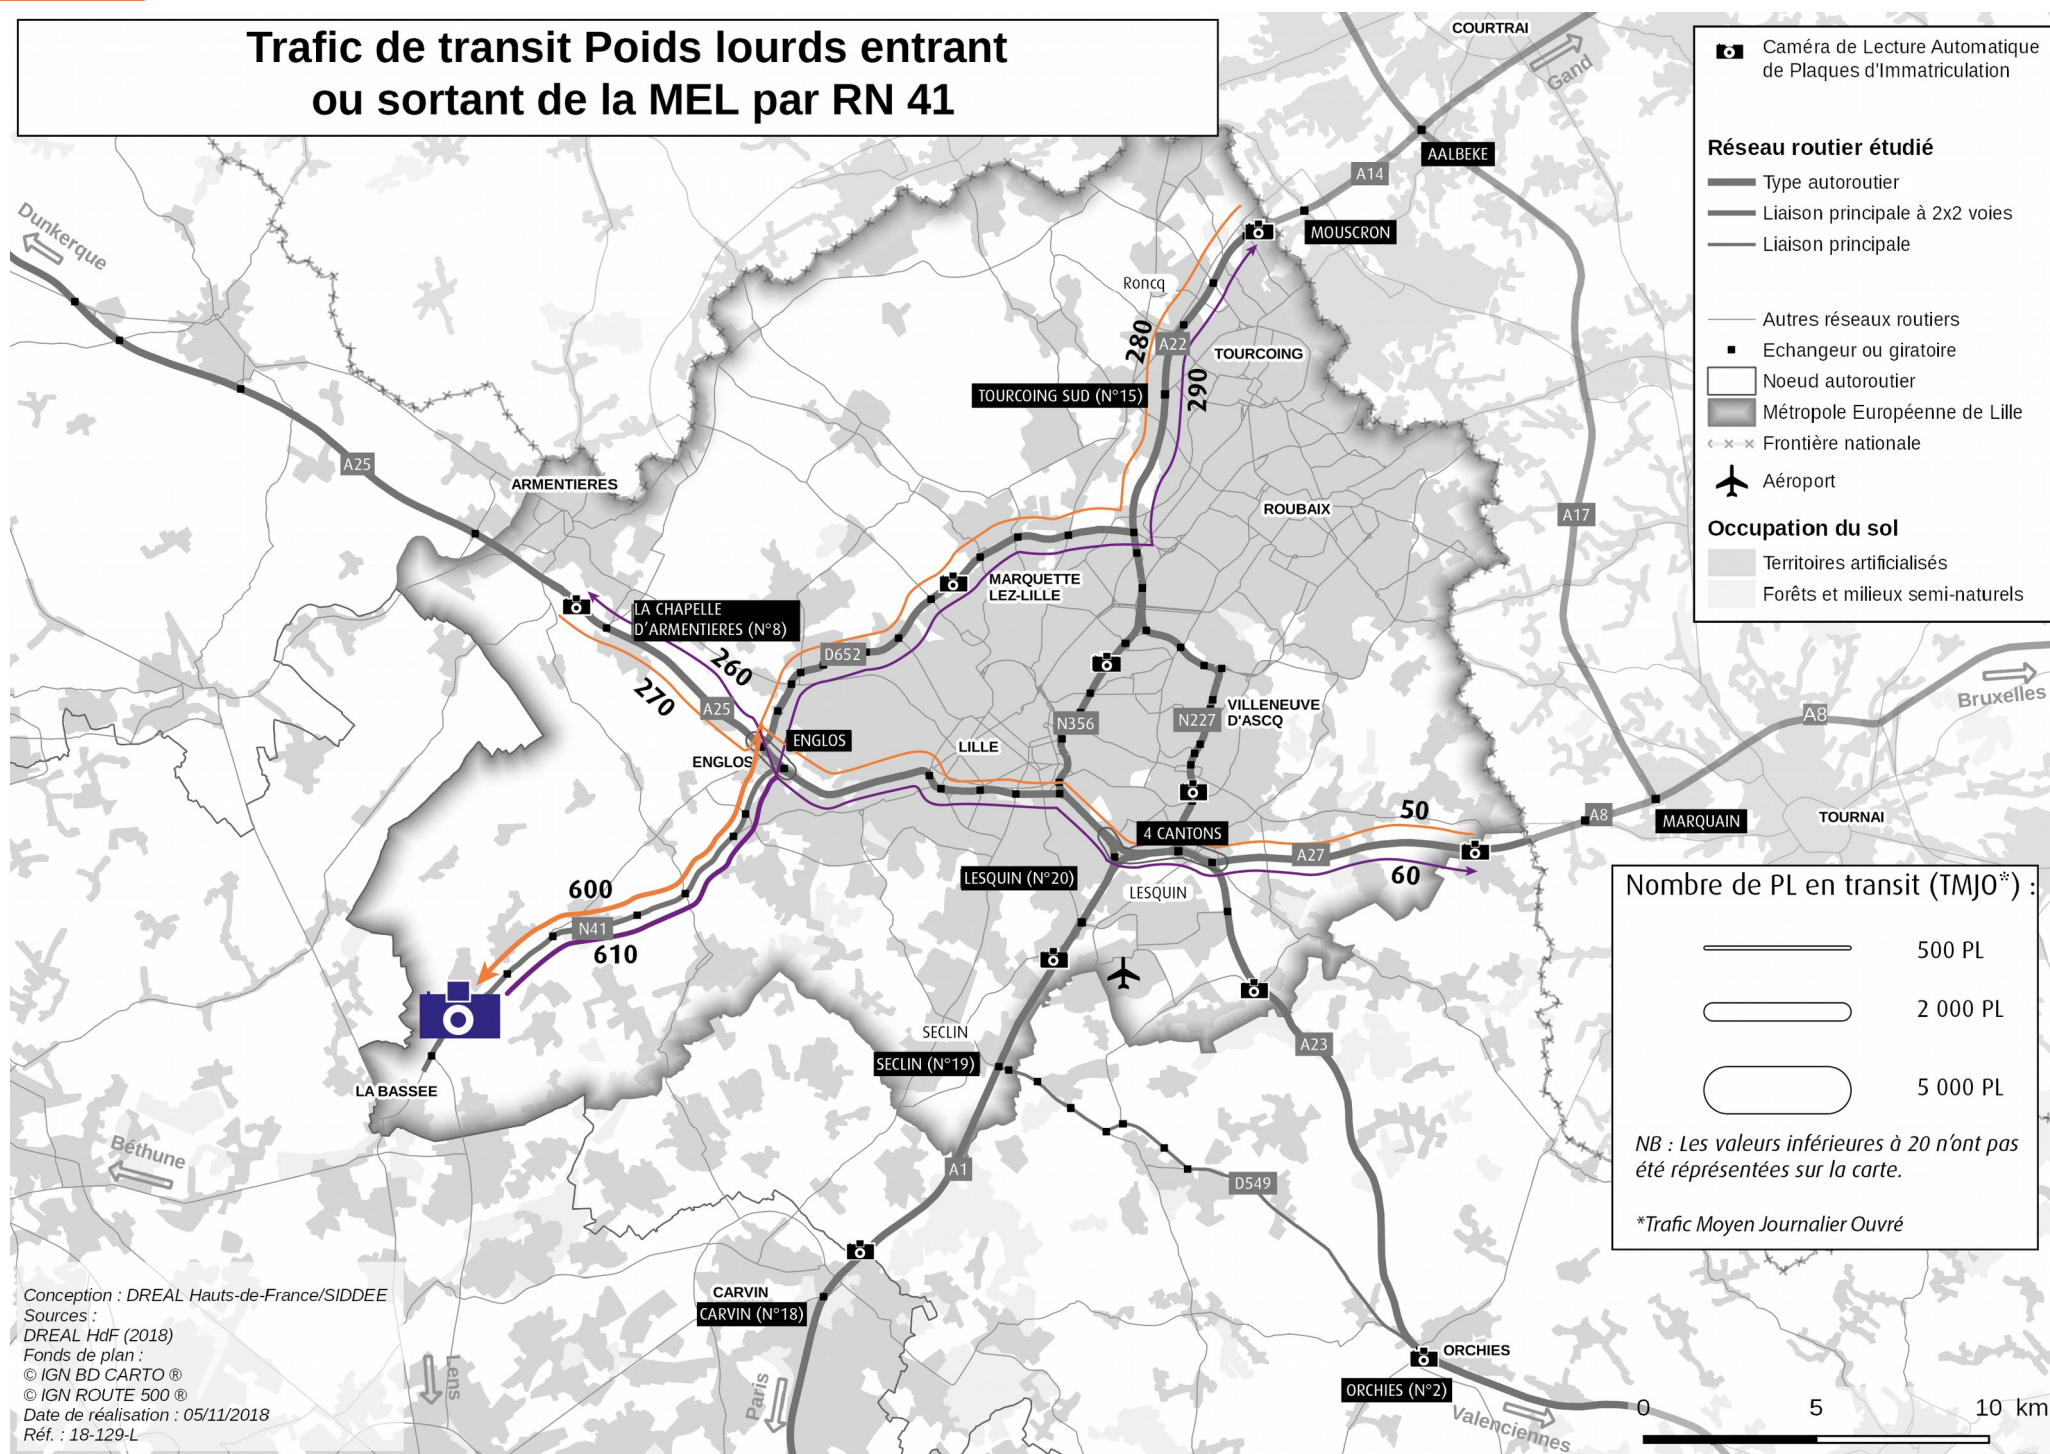 Trafic de transit Poids lourds entrant
ou sortant de la MEL par RN 41
Caméra de Lecture Automatique
de Plaques d'Immatriculation
Réseau routier étudié
Type autoroutier
Liaison principale à 2x2 voies
Liaison principale
Autres réseaux routiers
Echangeur ou giratoire
Noeud autoroutier
Métropole Européenne de Lille
Frontière nationale
Aéroport
Occupation du sol
Territoires artificialisés
Forêts et milieux semi-naturels
COURTRAI
Gand
AALBEKE
A14
MOUSCRON
Dunkerque
Roncq
280
A22
TOURCOING
290
TOURCOING SUD (N°15)
A25
ARMENTIERES
ROUBAIX
A17
MARQUETTE
LEZ-LILLE
LA CHAPELLE
D'ARMENTIERES (N°8)
D652
260
270
A25
ENGLOS
ENGLOS
LILLE
N356
N227
VILLENEUVE
D'ASCQ
A8
Bruxelles
50
A8
MARQUAIN
TOURNAI
4 CANTONS
A27
60
LESQUIN (N°20)
LESQUIN
600
N41
610
LA BASSEE
SECLIN
SECLIN (N°19)
A23
Béthune
A1
D549
CARVIN
CARVIN (N°18)
Lens
Paris
ORCHIES
ORCHIES (N°2)
Valenciennes
Nombre de PL en transit (TMJO*) :
500 PL
2 000 PL
5 000 PL
NB : Les valeurs inférieures à 20 n'ont pas
été réprésentées sur la carte.
*Trafic Moyen Journalier Ouvré
0 5 10 km
Conception : DREAL Hauts-de-France/SIDDEE
Sources :
DREAL HdF (2018)
Fonds de plan :
© IGN BD CARTO ®
© IGN ROUTE 500 ®
Date de réalisation : 05/11/2018
Réf. : 18-129-L